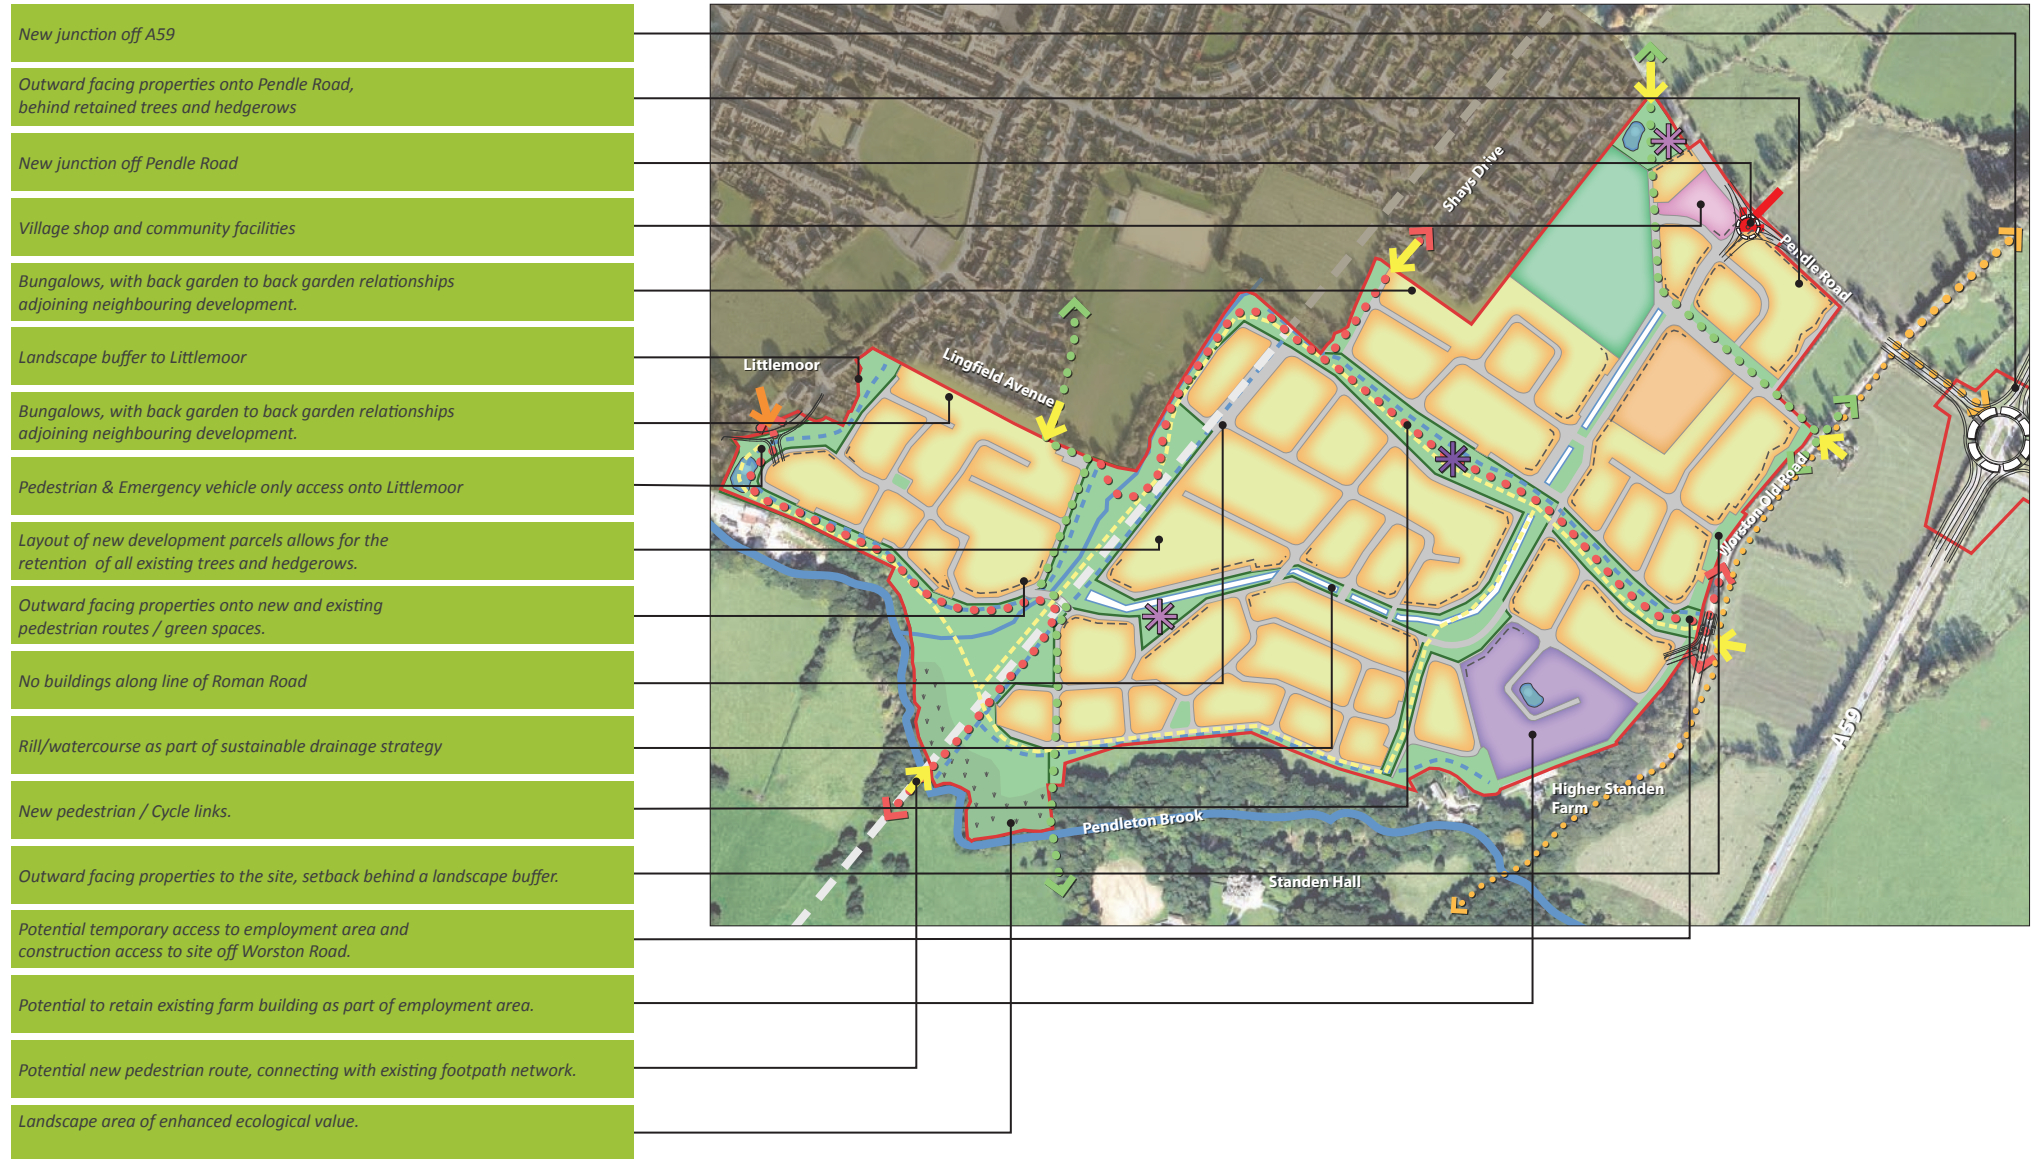 New junction off A59
Outward facing properties onto Pendle Road,
behind retained trees and hedgerows
New junction off Pendle Road
Village shop and community facilities
Bungalows, with back garden to back garden relationships
adjoining neighbouring development.
Landscape buffer to Littlemoor
Bungalows, with back garden to back garden relationships
adjoining neighbouring development.
Pedestrian & Emergency vehicle only access onto Littlemoor
Layout of new development parcels allows for the
retention of all existing trees and hedgerows.
Outward facing properties onto new and existing
pedestrian routes / green spaces.
No buildings along line of Roman Road
Rill/watercourse as part of sustainable drainage strategy
New pedestrian / Cycle links.
Outward facing properties to the site, setback behind a landscape buffer.
Potential temporary access to employment area and
construction access to site off Worston Road.
Potential to retain existing farm building as part of employment area.
Potential new pedestrian route, connecting with existing footpath network.
Landscape area of enhanced ecological value.
Shays Drive
Pendle Road
Littlemoor
Lingfield Avenue
Worston Old Road
A59
Higher Standen
Farm
Pendleton Brook
Standen Hall